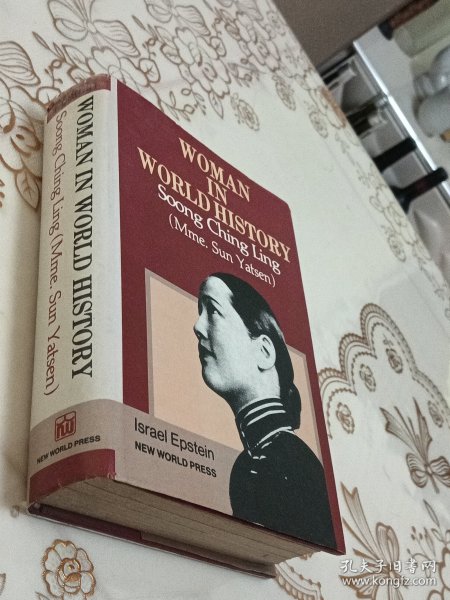 WOMAN
IN
WORLD HISTORY
Soong Ching Ling
(Mme. Sun Yatsen)
Israel Epstein
NEW WORLD PRESS
WOMAN IN WORLD HISTORY
Soong Ching Ling (Mme. Sun Yatsen)
NEW WORLD PRESS
孔夫子旧书网
www.kongfz.com